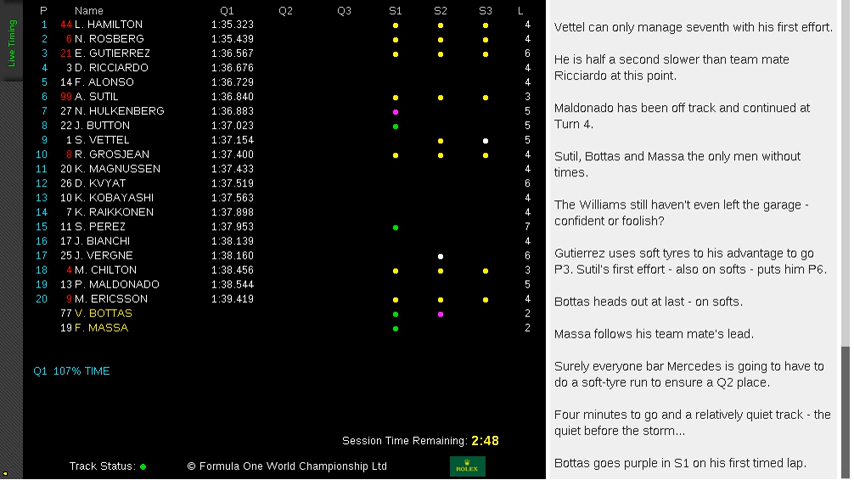 Live Timing
P Name Q1 Q2 Q3 S1 S2 S3 L
1 44 L. HAMILTON 1:35.323 4
2 6 N. ROSBERG 1:35.439 4
3 21 E. GUTIERREZ 1:36.567 6
4 3 D. RICCIARDO 1:36.676 4
5 14 F. ALONSO 1:36.729 4
6 99 A. SUTIL 1:36.840 3
7 27 N. HULKENBERG 1:36.883 5
8 22 J. BUTTON 1:37.023 5
9 1 S. VETTEL 1:37.154 5
10 8 R. GROSJEAN 1:37.400 4
11 20 K. MAGNUSSEN 1:37.433 4
12 26 D. KVYAT 1:37.519 6
13 10 K. KOBAYASHI 1:37.563 4
14 7 K. RAIKKONEN 1:37.898 4
15 11 S. PEREZ 1:37.953 7
16 17 J. BIANCHI 1:38.139 4
17 25 J. VERGNE 1:38.160 6
18 4 M. CHILTON 1:38.456 3
19 13 P. MALDONADO 1:38.544 5
20 9 M. ERICSSON 1:39.419 4
77 V. BOTTAS 2
19 F. MASSA 2
Q1 107% TIME
Session Time Remaining: 2:48
Track Status: © Formula One World Championship Ltd
ROLEX
Vettel can only manage seventh with his first effort.
He is half a second slower than team mate
Ricciardo at this point.
Maldonado has been off track and continued at
Turn 4.
Sutil, Bottas and Massa the only men without
times.
The Williams still haven't even left the garage -
confident or foolish?
Gutierrez uses soft tyres to his advantage to go
P3. Sutil's first effort - also on softs - puts him P6.
Bottas heads out at last - on softs.
Massa follows his team mate's lead.
Surely everyone bar Mercedes is going to have to
do a soft-tyre run to ensure a Q2 place.
Four minutes to go and a relatively quiet track - the
quiet before the storm...
Bottas goes purple in S1 on his first timed lap.